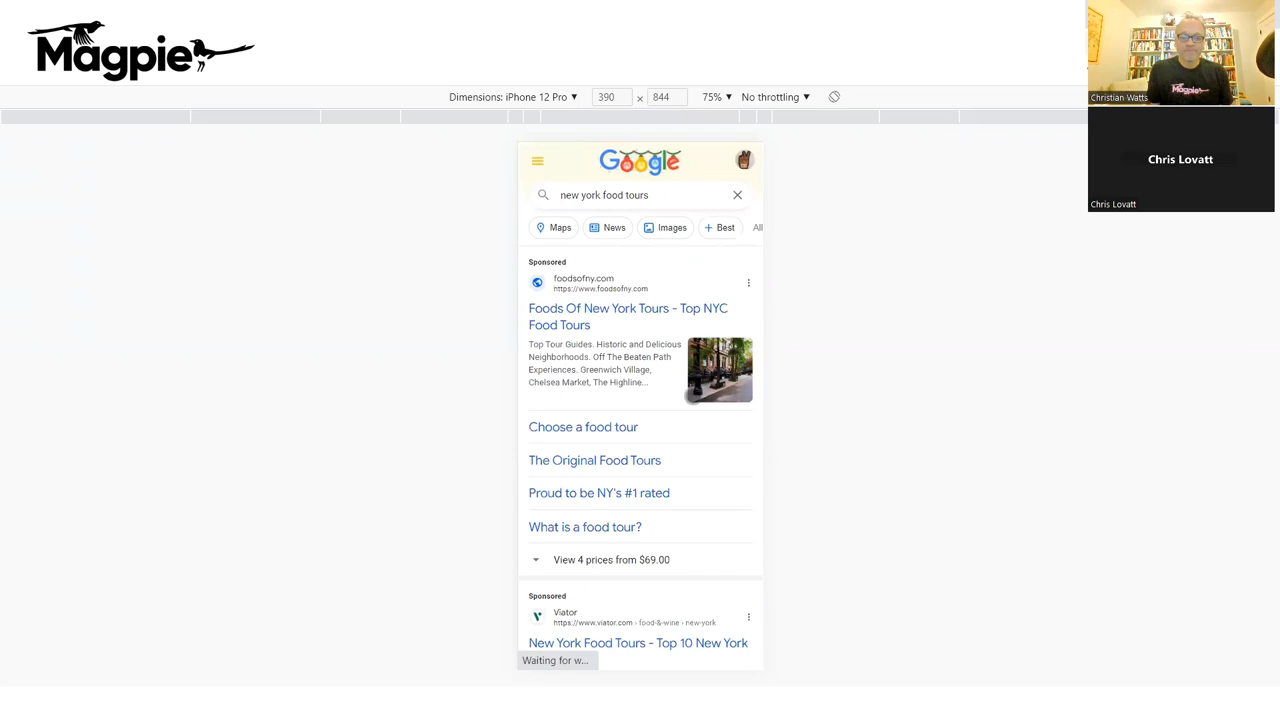 Magpie
Dimensions: iPhone 12 Pro ▼ 390 × 844 75% ▼ No throttling ▼
Christian Watts
Magpie
Chris Lovatt
Chris Lovatt
Google
new york food tours
Maps News Images + Best All
Sponsored
foodsofny.com
https://www.foodsofny.com
Foods Of New York Tours - Top NYC
Food Tours
Top Tour Guides. Historic and Delicious
Neighborhoods. Off The Beaten Path
Experiences. Greenwich Village,
Chelsea Market, The Highline...
Choose a food tour
The Original Food Tours
Proud to be NY's #1 rated
What is a food tour?
View 4 prices from $69.00
Sponsored
Viator
https://www.viator.com › food-&-wine › new-york
New York Food Tours - Top 10 New York
Waiting for w...